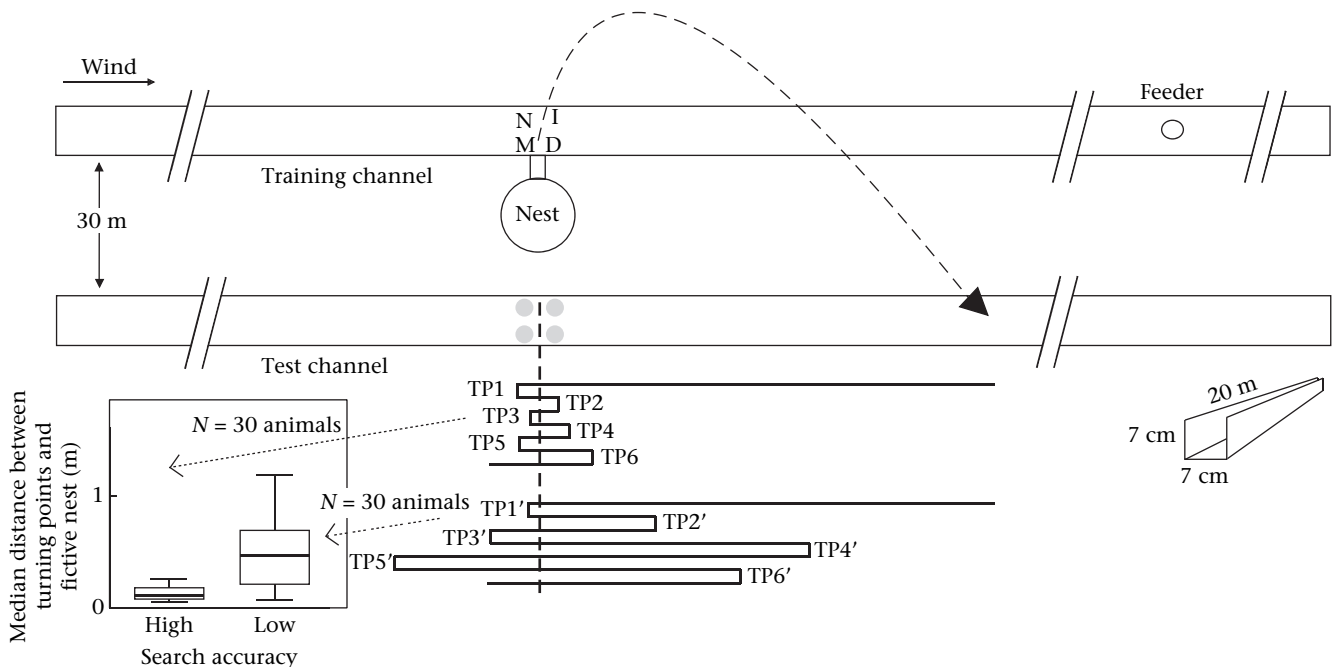 Wind
Feeder
N I
M D
Training channel
30 m
Nest
Test channel
TP1
TP2
TP3
TP4
TP5
TP6
20 m
7 cm
7 cm
N = 30 animals
N = 30 animals
TP1′
TP2′
TP3′
TP4′
TP5′
TP6′
Median distance between
turning points and
fictive nest (m)
1
0
High Low
Search accuracy